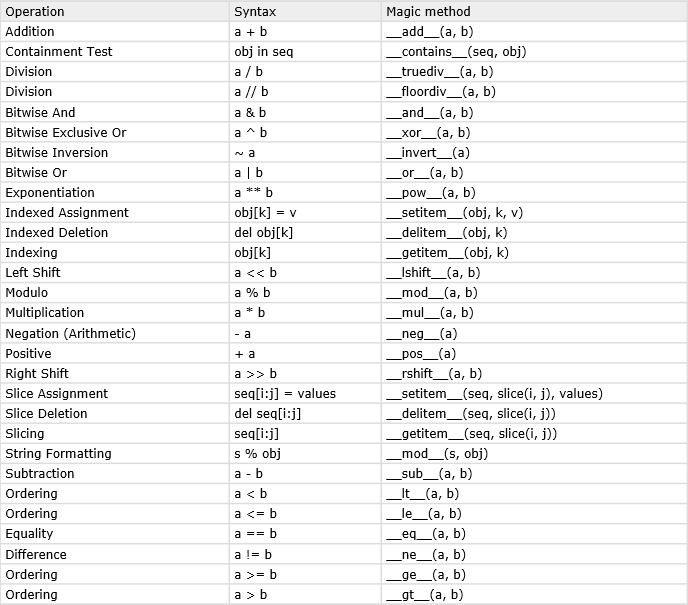 Operation Syntax Magic method
Addition a + b __add__(a, b)
Containment Test obj in seq __contains__(seq, obj)
Division a / b __truediv__(a, b)
Division a // b __floordiv__(a, b)
Bitwise And a & b __and__(a, b)
Bitwise Exclusive Or a ^ b __xor__(a, b)
Bitwise Inversion ~ a __invert__(a)
Bitwise Or a | b __or__(a, b)
Exponentiation a ** b __pow__(a, b)
Indexed Assignment obj[k] = v __setitem__(obj, k, v)
Indexed Deletion del obj[k] __delitem__(obj, k)
Indexing obj[k] __getitem__(obj, k)
Left Shift a << b __lshift__(a, b)
Modulo a % b __mod__(a, b)
Multiplication a * b __mul__(a, b)
Negation (Arithmetic) - a __neg__(a)
Positive + a __pos__(a)
Right Shift a >> b __rshift__(a, b)
Slice Assignment seq[i:j] = values __setitem__(seq, slice(i, j), values)
Slice Deletion del seq[i:j] __delitem__(seq, slice(i, j))
Slicing seq[i:j] __getitem__(seq, slice(i, j))
String Formatting s % obj __mod__(s, obj)
Subtraction a - b __sub__(a, b)
Ordering a < b __lt__(a, b)
Ordering a <= b __le__(a, b)
Equality a == b __eq__(a, b)
Difference a != b __ne__(a, b)
Ordering a >= b __ge__(a, b)
Ordering a > b __gt__(a, b)